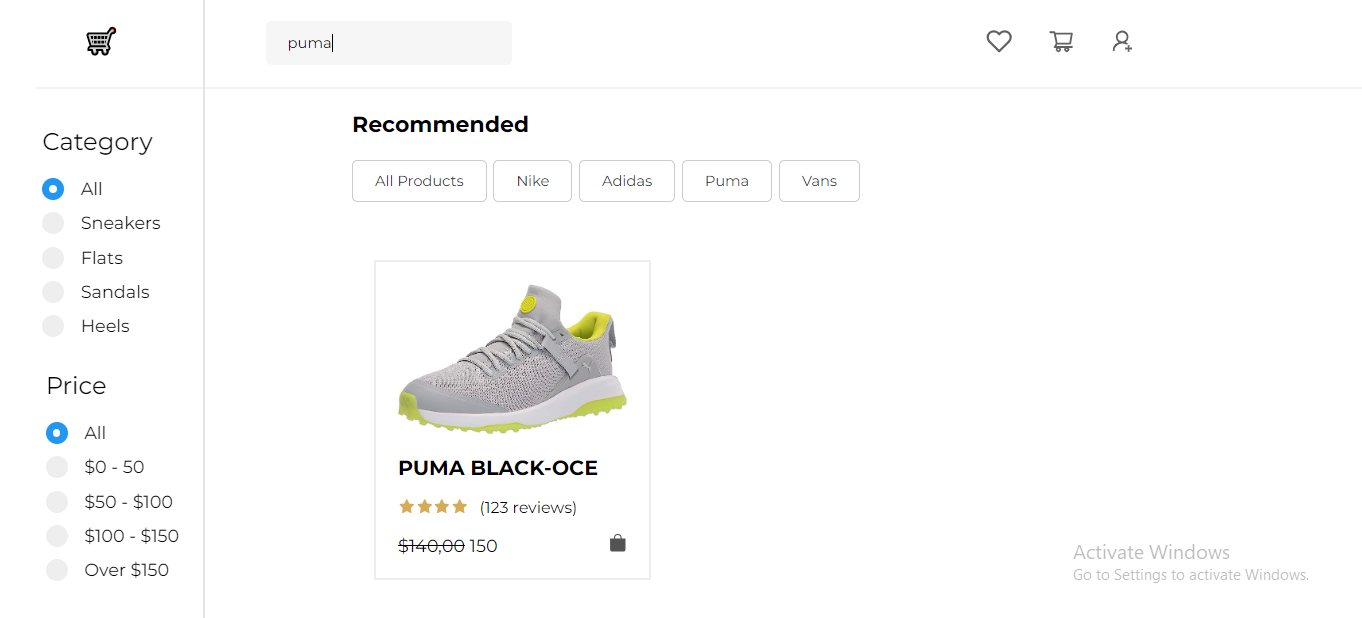 puma
Category
All
Sneakers
Flats
Sandals
Heels
Price
All
$0 - 50
$50 - $100
$100 - $150
Over $150
Recommended
All Products Nike Adidas Puma Vans
PUMA BLACK-OCE
(123 reviews)
$140,00 150
Activate Windows
Go to Settings to activate Windows.